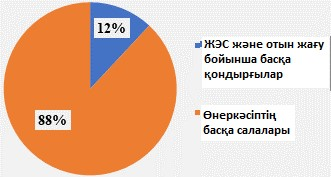 12%
88%
ЖЭС және отын жағу
бойынша басқа
қондырғылар
Өнеркәсіптің
басқа салалары